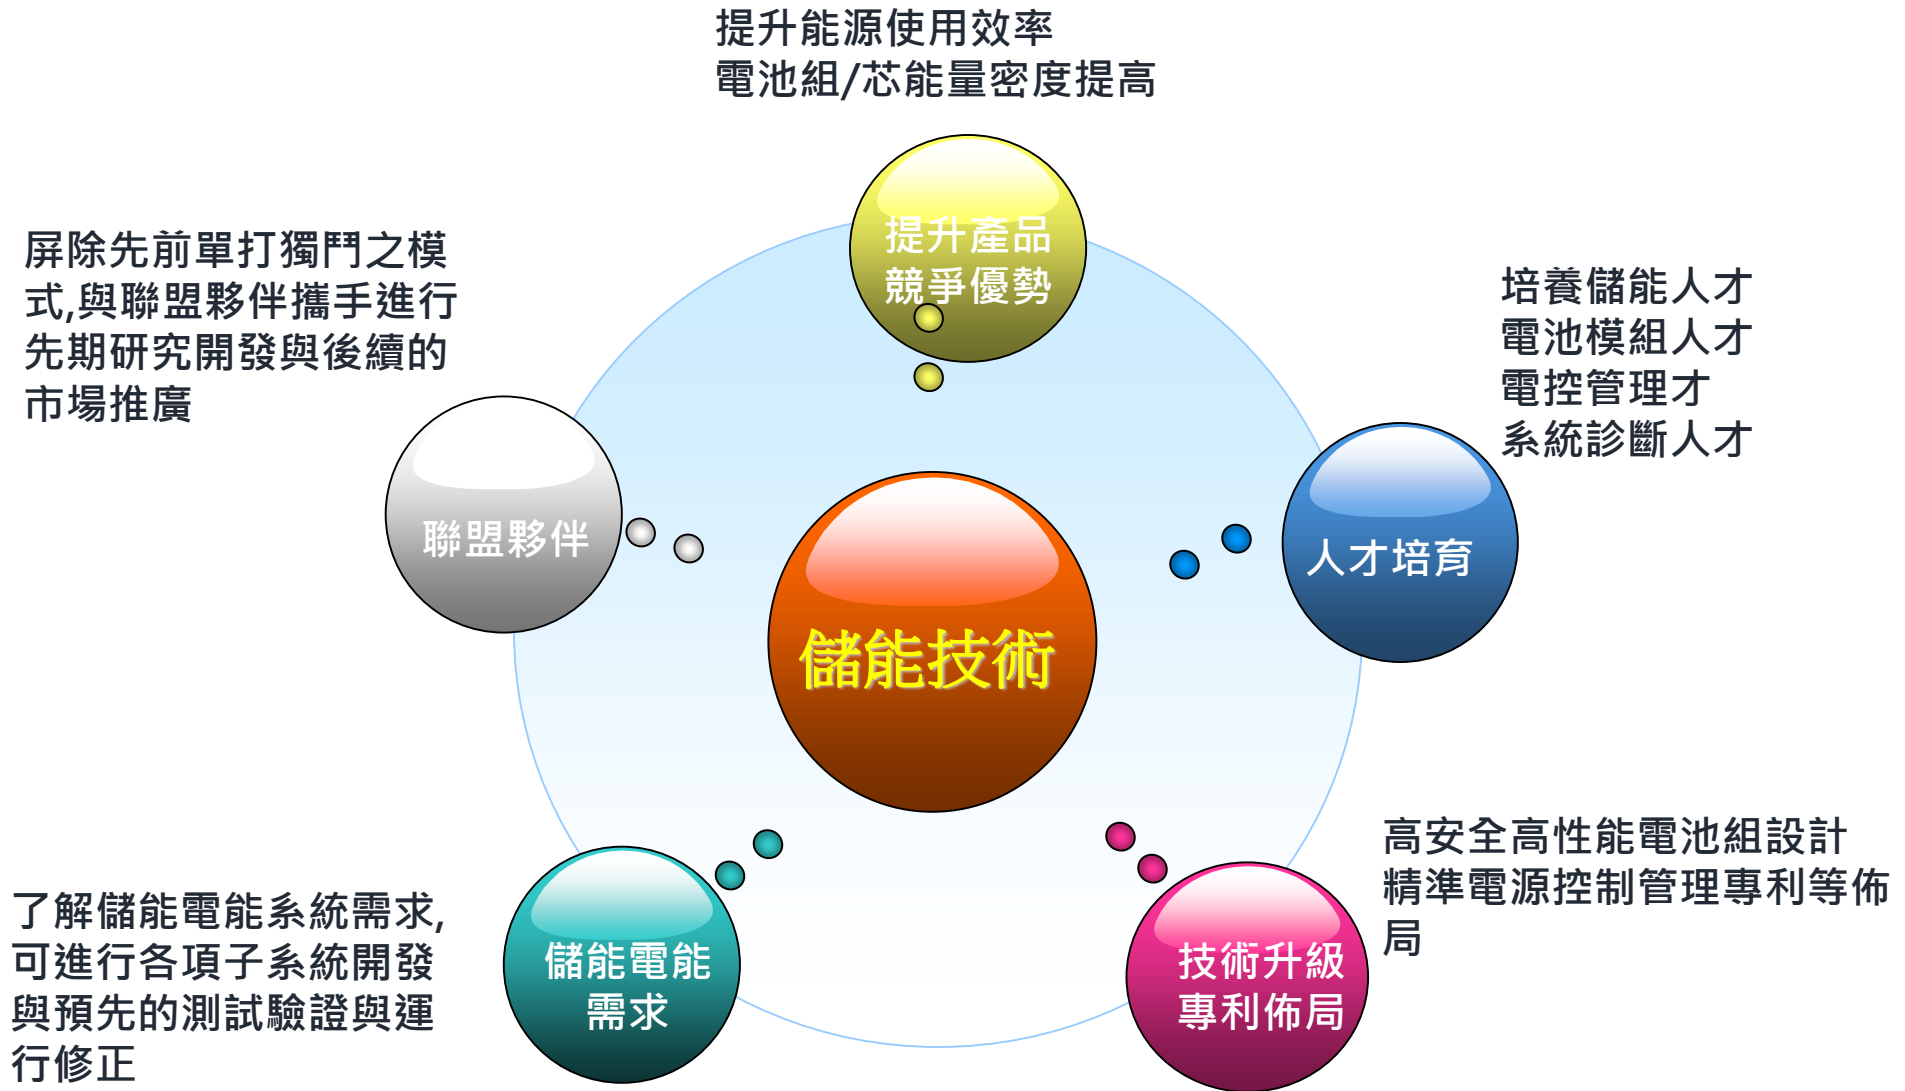 提升能源使用效率
電池組/芯能量密度提高
提升產品
競爭優勢
屏除先前單打獨鬥之模
式,與聯盟夥伴攜手進行
先期研究開發與後續的
市場推廣
聯盟夥伴
培養儲能人才
電池模組人才
電控管理才
系統診斷人才
人才培育
儲能技術
了解儲能電能系統需求,
可進行各項子系統開發
與預先的測試驗證與運
行修正
儲能電能
需求
高安全高性能電池組設計
精準電源控制管理專利等佈
局
技術升級
專利佈局